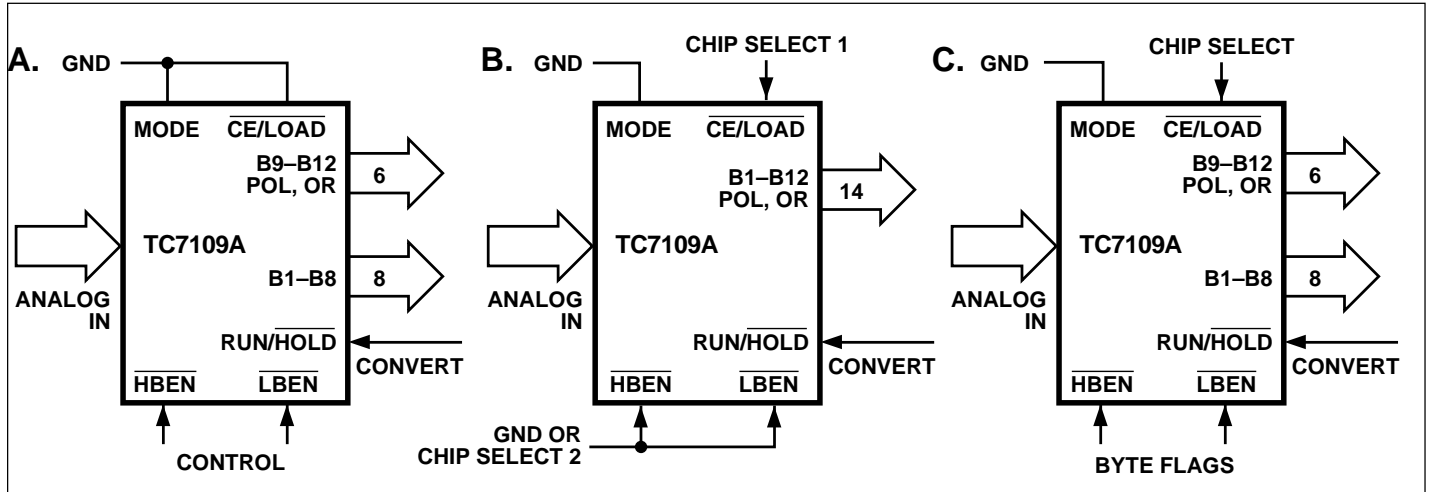 A.
GND
MODE
CE/LOAD
B9–B12
POL, OR
6
TC7109A
B1–B8
8
ANALOG
IN
RUN/HOLD
CONVERT
HBEN
LBEN
CONTROL
B.
GND
CHIP SELECT 1
MODE
CE/LOAD
B1–B12
POL, OR
14
TC7109A
ANALOG
IN
RUN/HOLD
CONVERT
HBEN
LBEN
GND OR
CHIP SELECT 2
C.
GND
CHIP SELECT
MODE
CE/LOAD
B9–B12
POL, OR
6
TC7109A
B1–B8
8
ANALOG
IN
RUN/HOLD
CONVERT
HBEN
LBEN
BYTE FLAGS